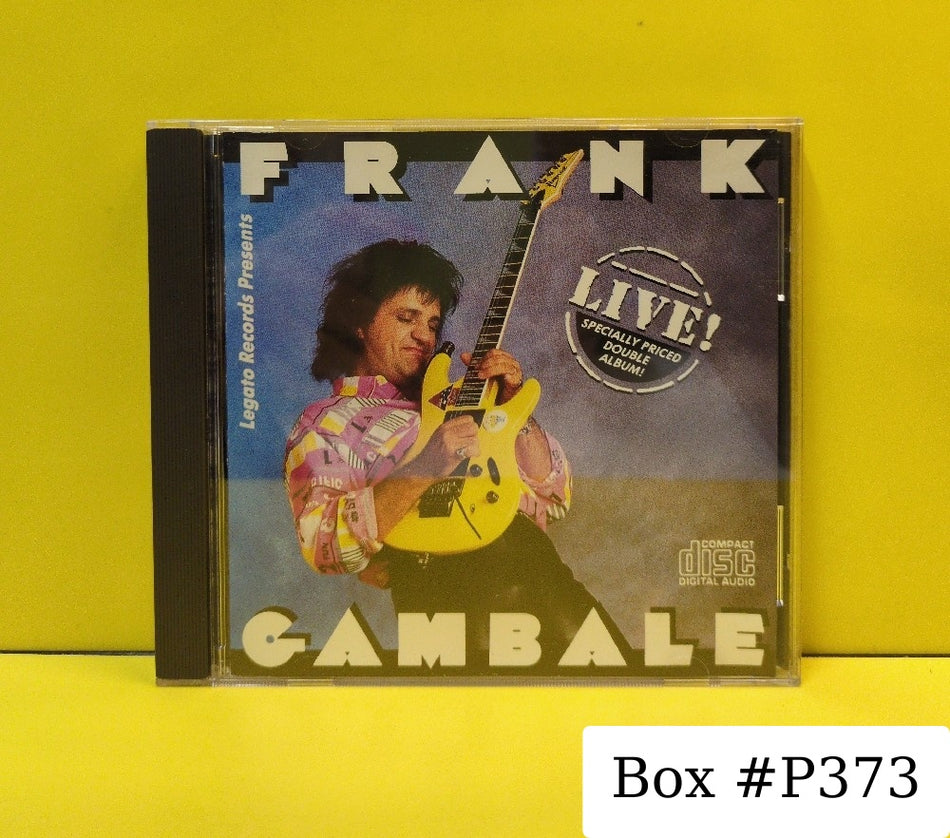 FRANK
Legato Records Presents
LIVE!
SPECIALLY PRICED
DOUBLE
ALBUM!
COMPACT
disc
DIGITAL AUDIO
GAMBALE
Box #P373